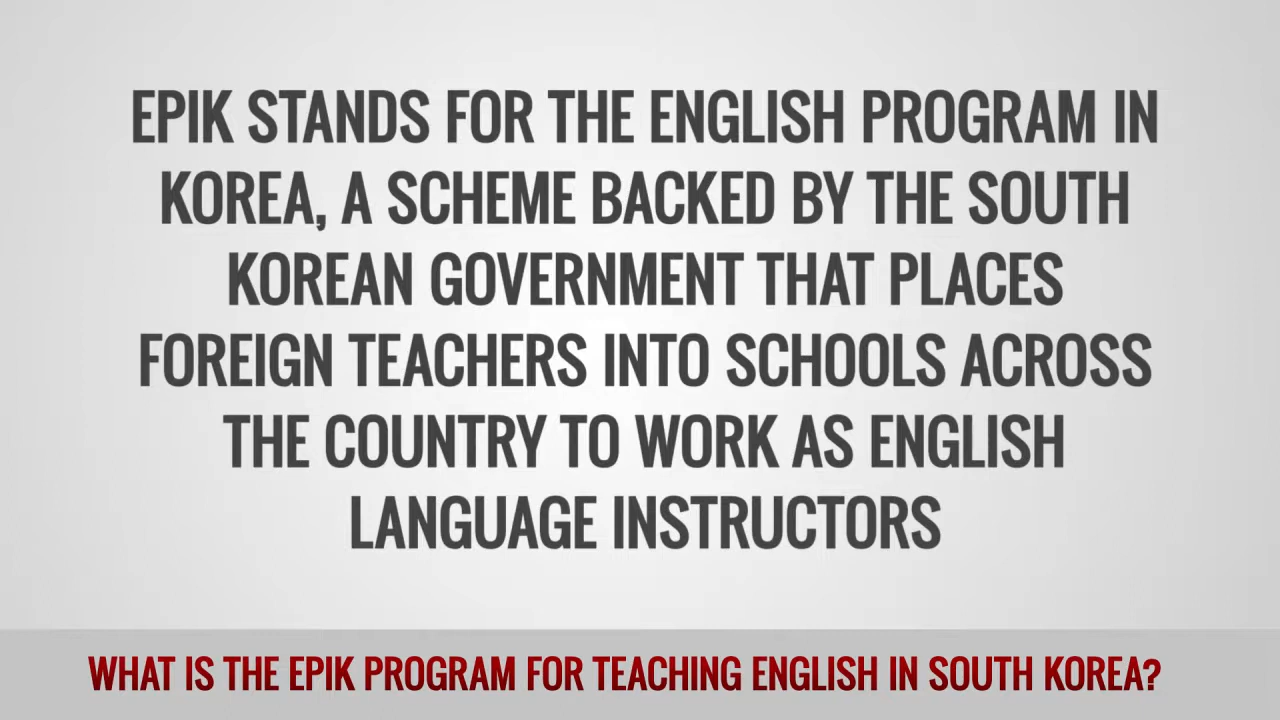 EPIK STANDS FOR THE ENGLISH PROGRAM IN
KOREA, A SCHEME BACKED BY THE SOUTH
KOREAN GOVERNMENT THAT PLACES
FOREIGN TEACHERS INTO SCHOOLS ACROSS
THE COUNTRY TO WORK AS ENGLISH
LANGUAGE INSTRUCTORS
WHAT IS THE EPIK PROGRAM FOR TEACHING ENGLISH IN SOUTH KOREA?